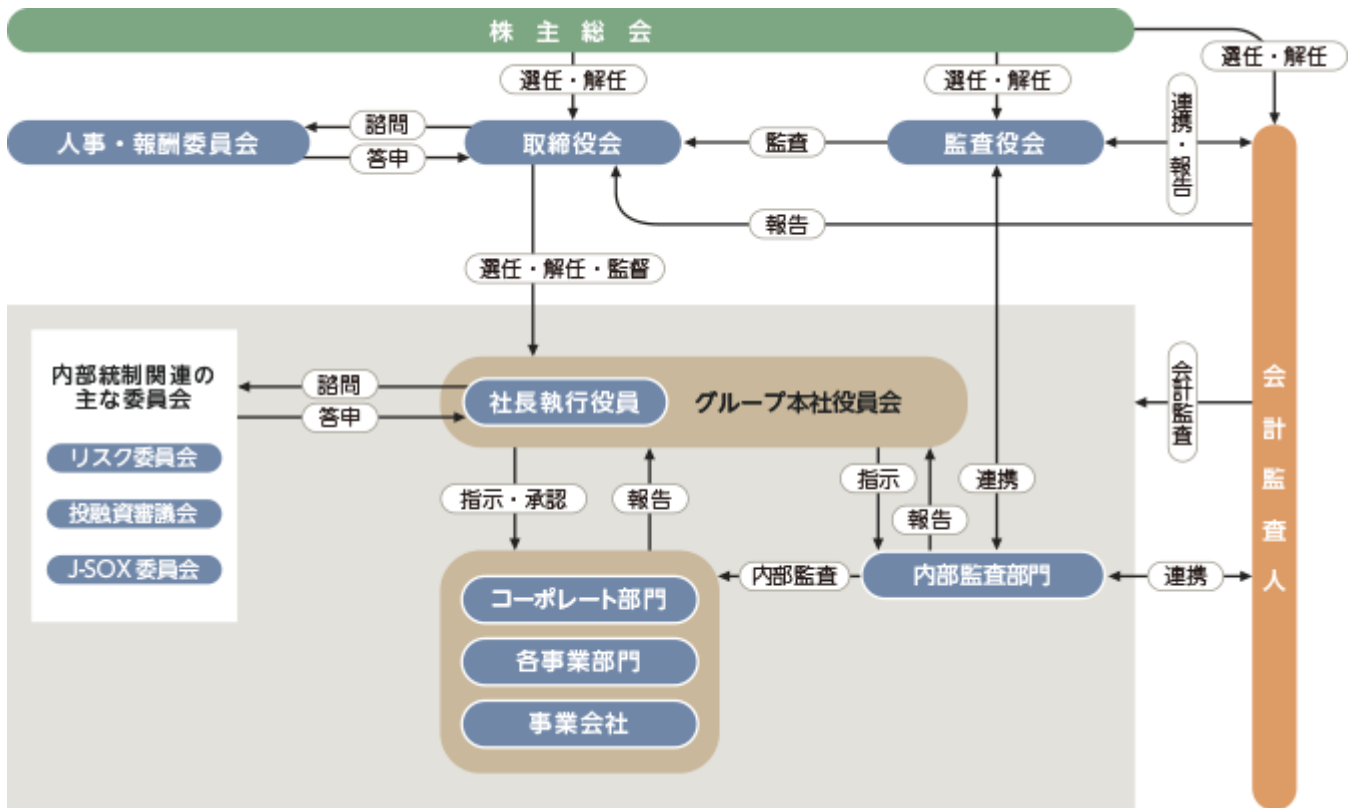 株主総会
選任・解任
選任・解任
選任・解任
人事・報酬委員会
諮問
答申
取締役会
監査
監査役会
連携・報告
報告
選任・解任・監督
内部統制関連の
主な委員会
リスク委員会
投融資審議会
J-SOX 委員会
諮問
答申
社長執行役員
グループ本社役員会
会計監査
会計監査人
指示・承認
報告
指示
報告
連携
コーポレート部門
各事業部門
事業会社
内部監査
内部監査部門
連携